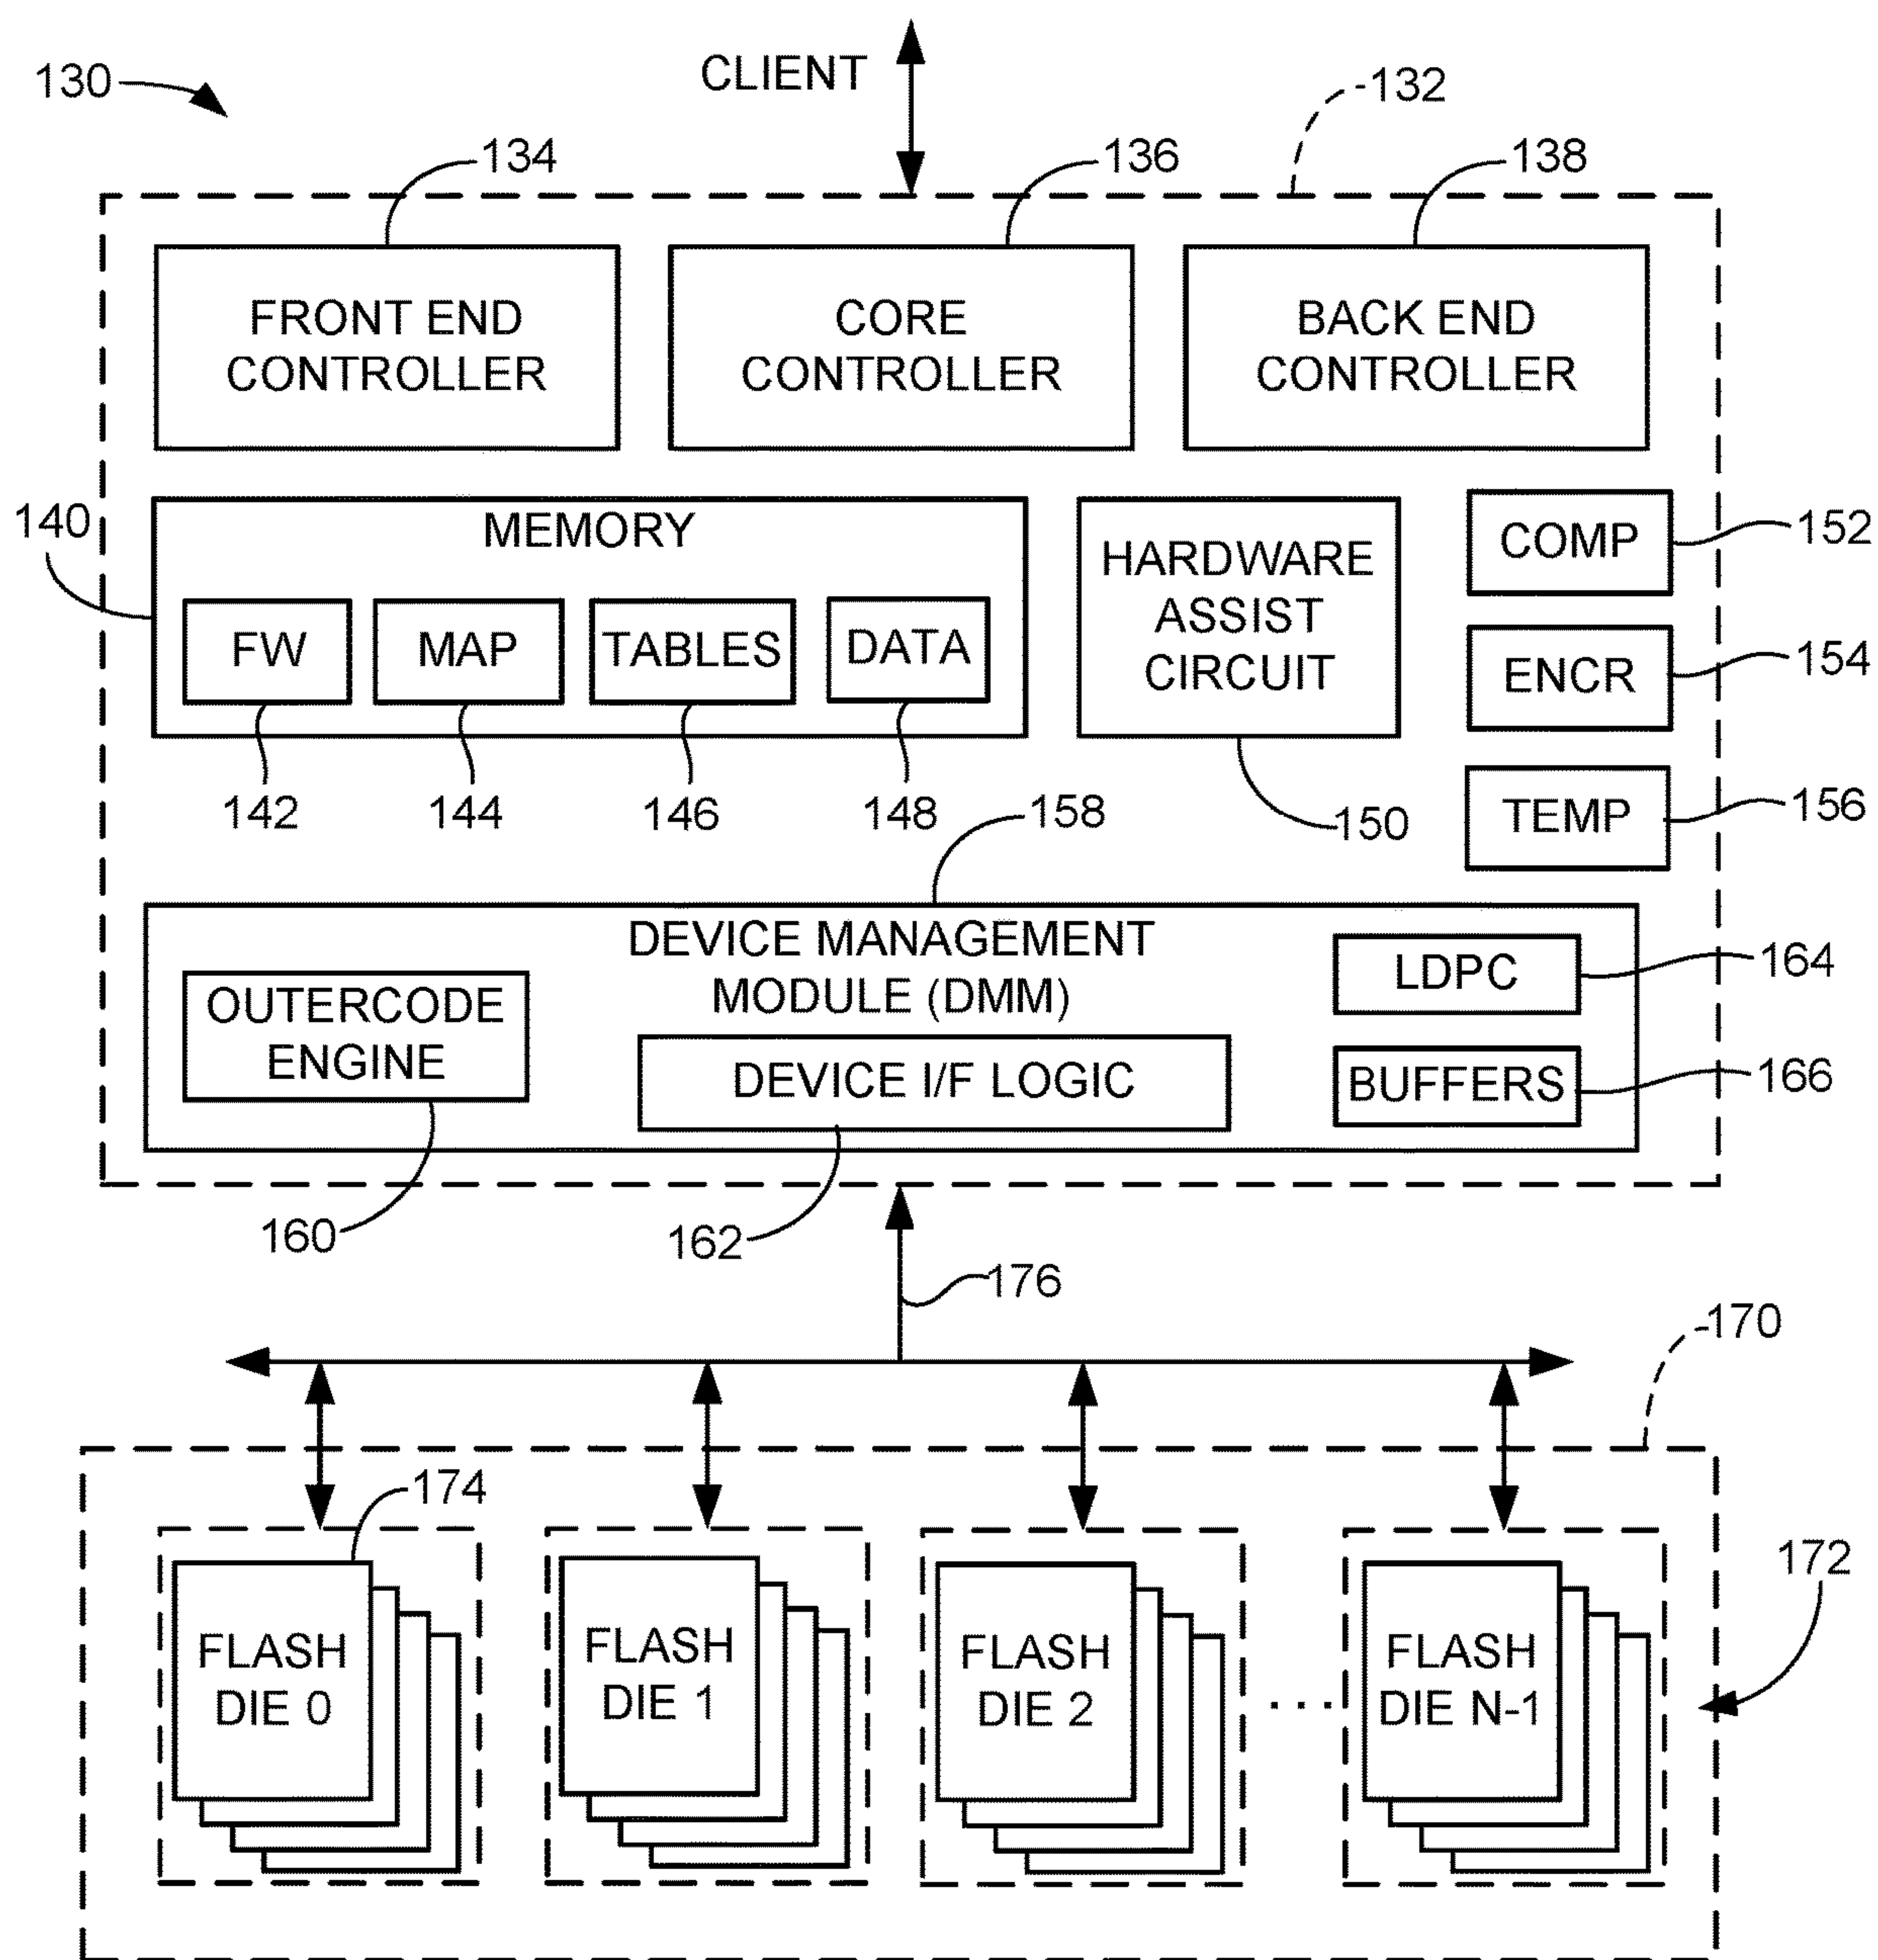 CLIENT
130
132
134
136
138
FRONT END
CONTROLLER
CORE
CONTROLLER
BACK END
CONTROLLER
140
MEMORY
FW
MAP
TABLES
DATA
HARDWARE
ASSIST
CIRCUIT
COMP
152
ENCR
154
TEMP
156
142
144
146
148
158
150
DEVICE MANAGEMENT
MODULE (DMM)
OUTERCODE
ENGINE
DEVICE I/F LOGIC
LDPC
164
BUFFERS
166
160
162
176
170
174
172
FLASH
DIE 0
FLASH
DIE 1
FLASH
DIE 2
...
FLASH
DIE N-1